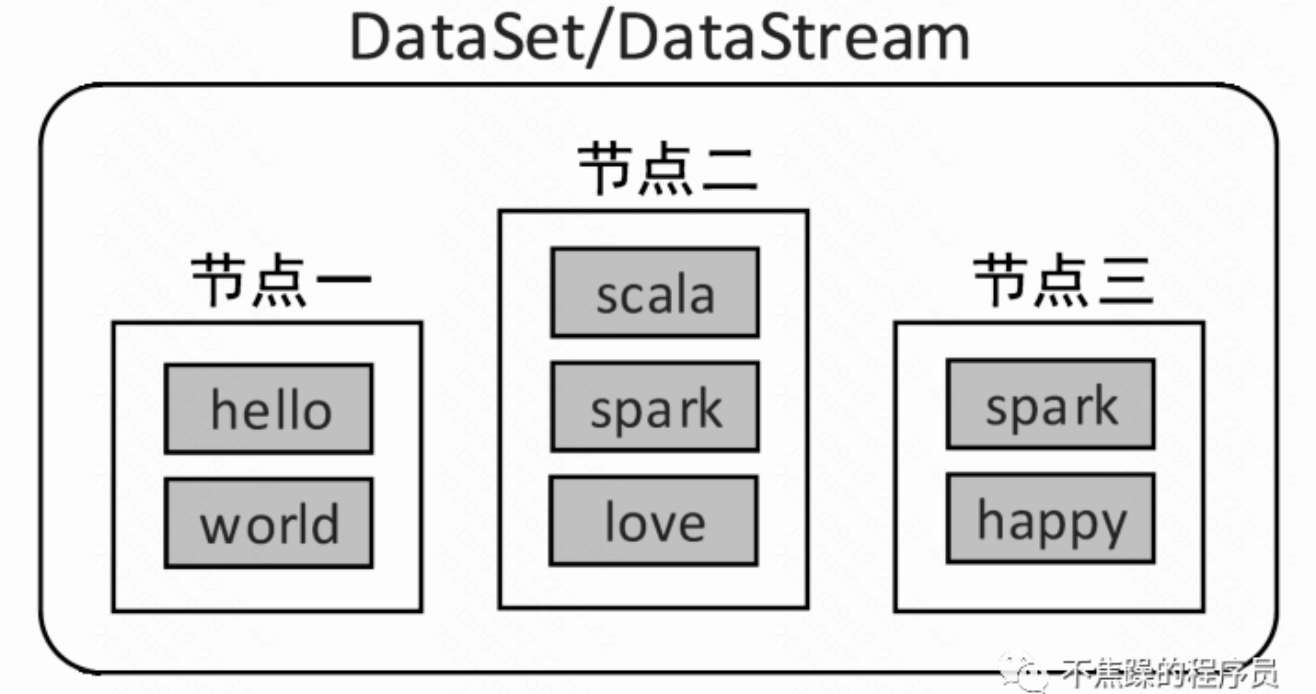 DataSet/DataStream
节点一
hello
world
节点二
scala
spark
love
节点三
spark
happy
不焦躁的程序员